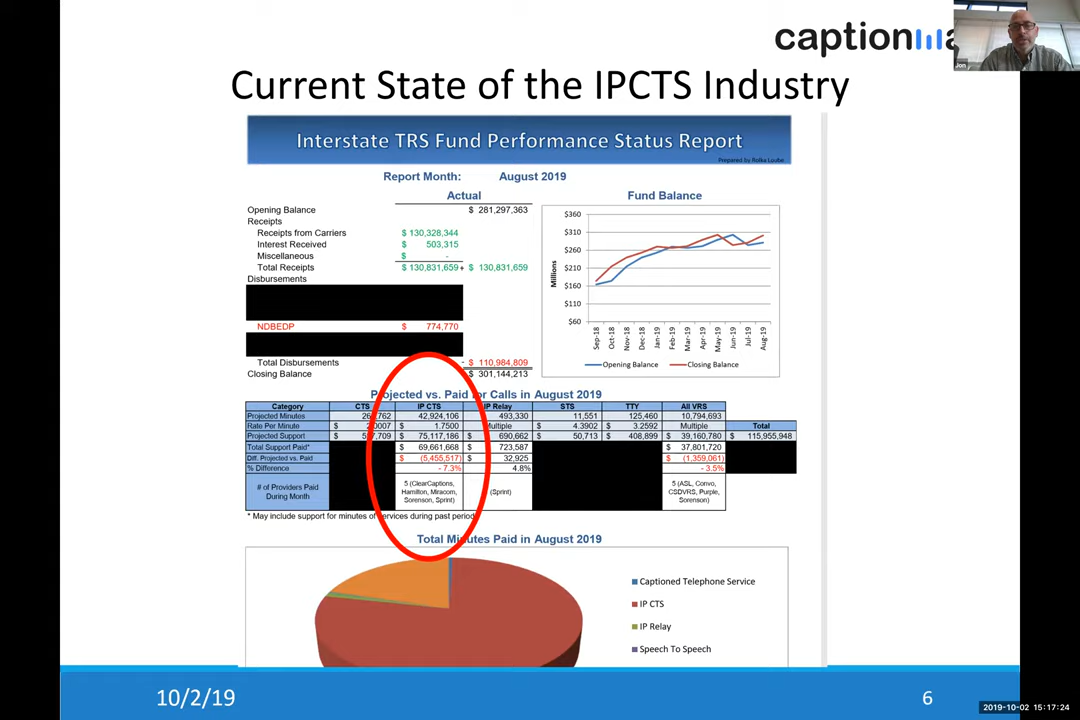 caption
Jon
Current State of the IPCTS Industry
Interstate TRS Fund Performance Status Report
Prepared by Rolka Loube
Report Month: August 2019
Actual
Opening Balance $ 281,297,363
Receipts
Receipts from Carriers $ 130,328,344
Interest Received $ 503,315
Miscellaneous $ -
Total Receipts $ 130,831,659 + $ 130,831,659
Disbursements
NDBEDP $ 774,770
Total Disbursements - $ 110,984,809
Closing Balance $ 301,144,213
Fund Balance
Millions
$360
$310
$260
$210
$160
$110
$60
Sep-18 Oct-18 Nov-18 Dec-18 Jan-19 Feb-19 Mar-19 Apr-19 May-19 Jun-19 Jul-19 Aug-19
Opening Balance Closing Balance
Projected vs. Paid for Calls in August 2019
Category CTS IP CTS IP Relay STS TTY All VRS
Projected Minutes 42,924,106 493,330 11,551 125,460 10,794,693
Rate Per Minute $ $ 1.7500 Multiple $ 4.3902 $ 3.2592 Multiple Total
Projected Support $ $ 75,117,186 $ 690,662 $ 50,713 $ 408,899 $ 39,160,780 $ 115,955,948
Total Support Paid* $ 69,661,668 $ 723,587 $ 37,801,720
Diff. Projected vs. Paid $ (5,455,517) $ 32,925 $ (1,359,061)
% Difference - 7.3% 4.8% - 3.5%
# of Providers Paid During Month 5 (ClearCaptions, Hamilton, Miracom, Sorenson, Sprint) (Sprint) 5 (ASL, Convo, CSDVRS, Purple, Sorenson)
* May include support for minutes of services during past period
Total Minutes Paid in August 2019
Captioned Telephone Service
IP CTS
IP Relay
Speech To Speech
10/2/19
6
2019-10-02 15:17:24